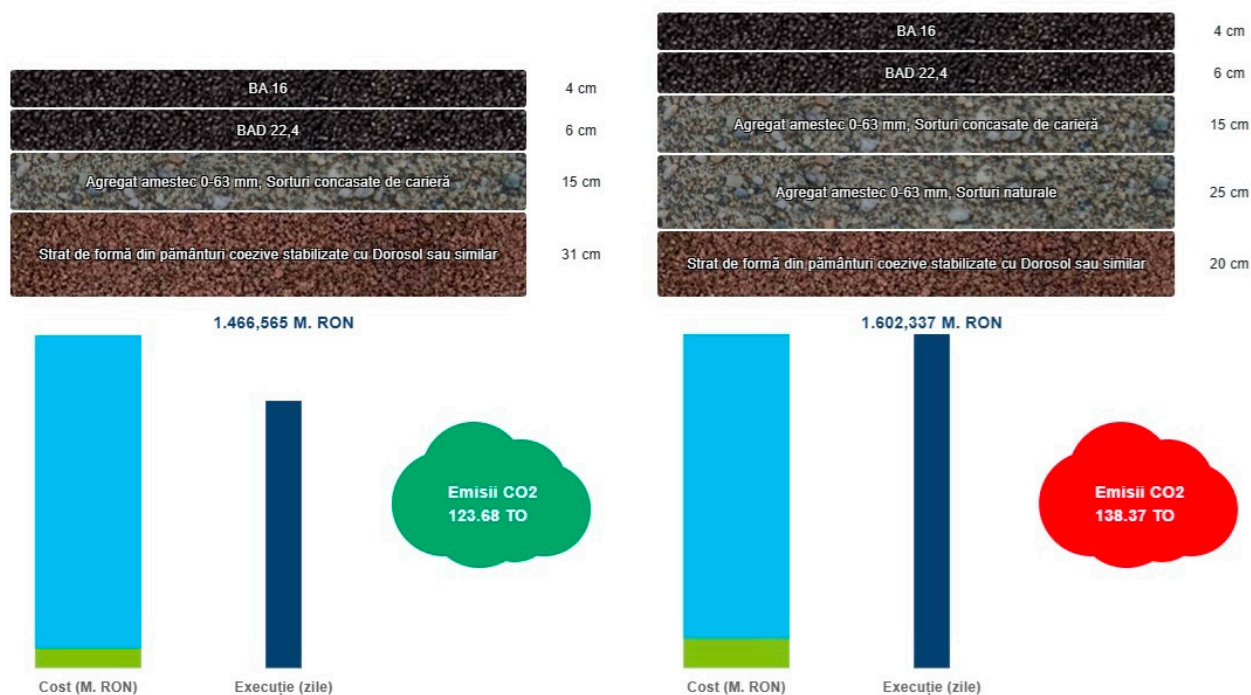 BA 16
4 cm
BAD 22,4
6 cm
Agregat amestec 0-63 mm, Sorturi concasate de carieră
15 cm
Strat de formă din pământuri coezive stabilizate cu Dorosol sau similar
31 cm
1.466,565 M. RON
Emisii CO2
123.68 TO
Cost (M. RON)
Execuție (zile)
BA 16
4 cm
BAD 22,4
6 cm
Agregat amestec 0-63 mm, Sorturi concasate de carieră
15 cm
Agregat amestec 0-63 mm, Sorturi naturale
25 cm
Strat de formă din pământuri coezive stabilizate cu Dorosol sau similar
20 cm
1.602,337 M. RON
Emisii CO2
138.37 TO
Cost (M. RON)
Execuție (zile)